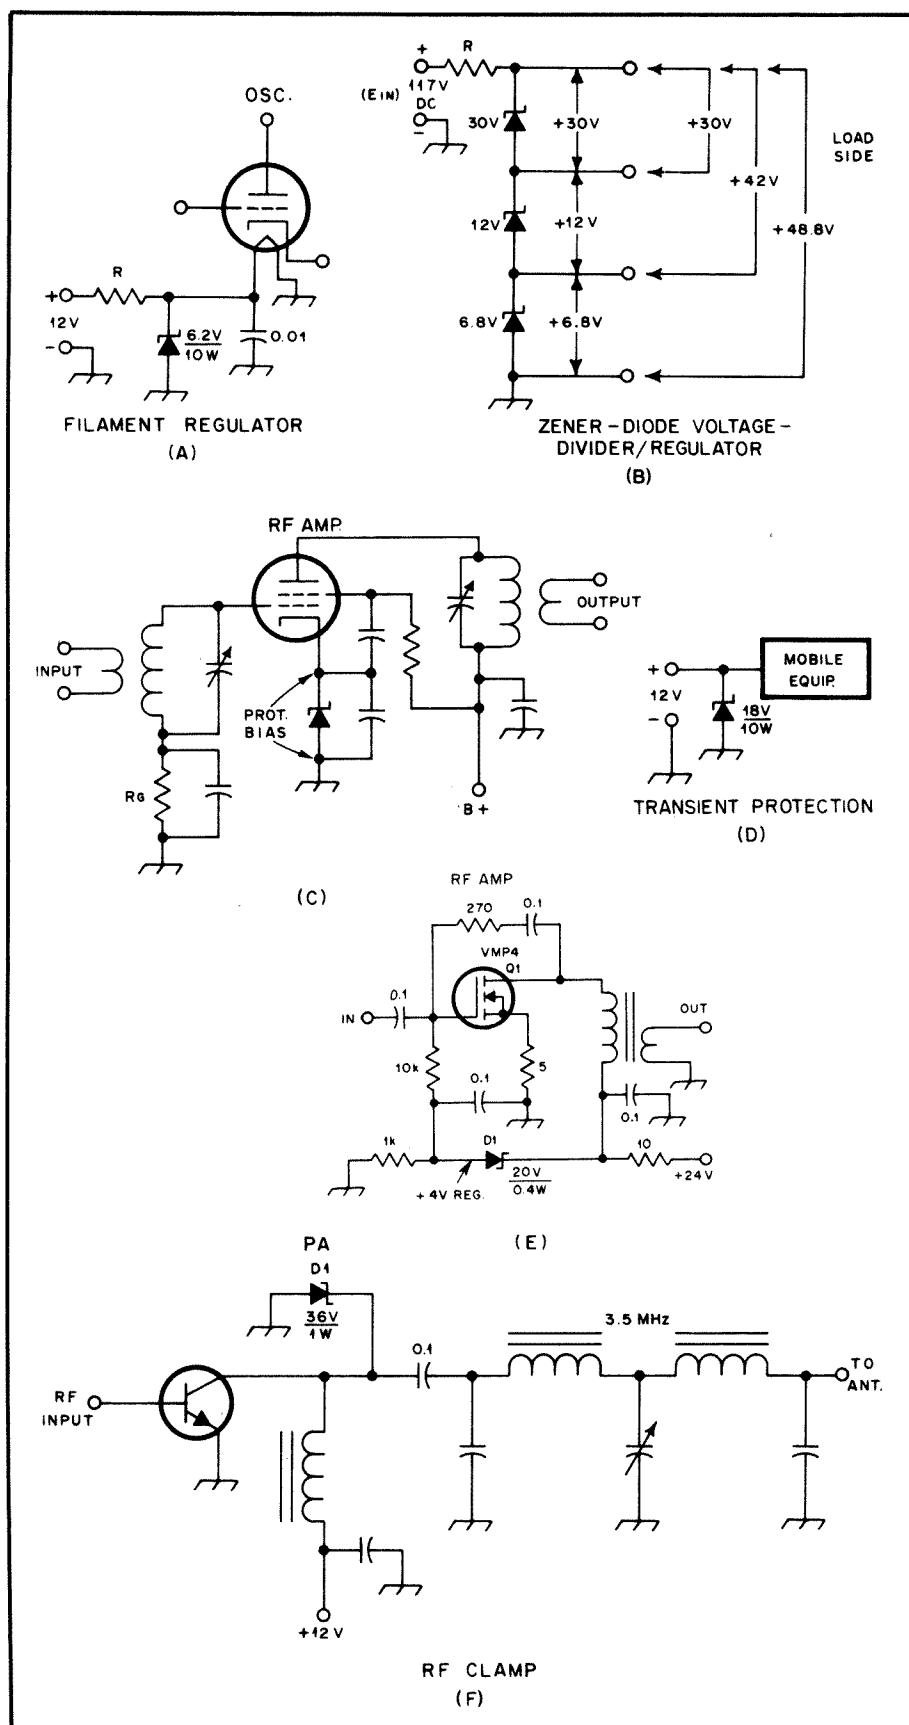 OSC.
R
+
12V
-
6.2V
10W
0.01
FILAMENT REGULATOR
(A)
+
R
(EIN)
117V
DC
-
30V
+30V
+30V
LOAD
SIDE
+42V
12V
+12V
+48.8V
6.8V
+6.8V
ZENER-DIODE VOLTAGE-
DIVIDER/REGULATOR
(B)
RF AMP.
INPUT
OUTPUT
PROT.
BIAS
RG
B+
(C)
+
12V
-
MOBILE
EQUIP.
18V
10W
TRANSIENT PROTECTION
(D)
RF AMP
270
0.1
VMP4
Q1
0.1
IN
OUT
10k
0.1
5
0.1
1k
D1
10
+4V REG.
20V
0.4W
+24V
(E)
PA
D1
36V
1W
0.1
3.5 MHz
TO
ANT.
RF
INPUT
+12V
RF CLAMP
(F)